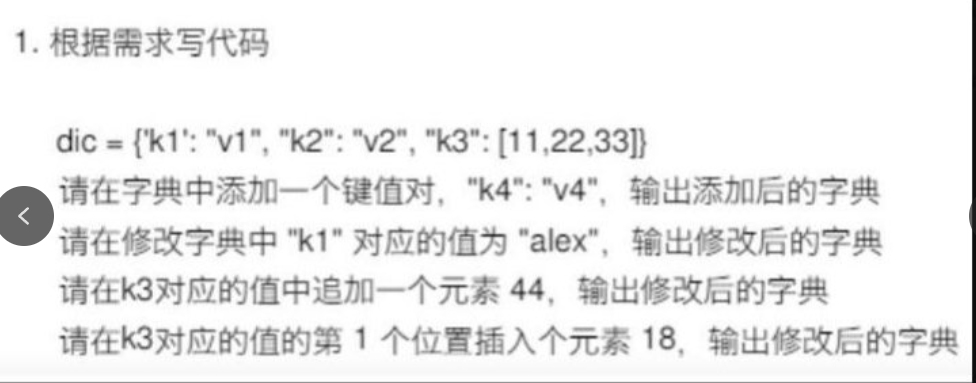 1. 根据需求写代码
dic = {'k1': "v1", "k2": "v2", "k3": [11,22,33]}
请在字典中添加一个键值对，"k4": "v4"，输出添加后的字典
请在修改字典中 "k1" 对应的值为 "alex"，输出修改后的字典
请在k3对应的值中追加一个元素 44，输出修改后的字典
请在k3对应的值的第 1 个位置插入个元素 18，输出修改后的字典